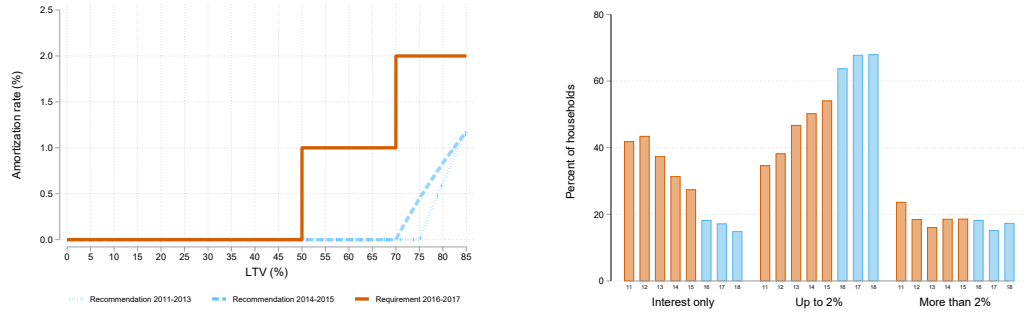 2.5
2.0
1.5
1.0
0.5
0.0
Amortization rate (%)
0 5 10 15 20 25 30 35 40 45 50 55 60 65 70 75 80 85
LTV (%)
Recommendation 2011-2013 Recommendation 2014-2015 Requirement 2016-2017
80
60
40
20
0
Percent of households
11 12 13 14 15 16 17 18 11 12 13 14 15 16 17 18 11 12 13 14 15 16 17 18
Interest only Up to 2% More than 2%